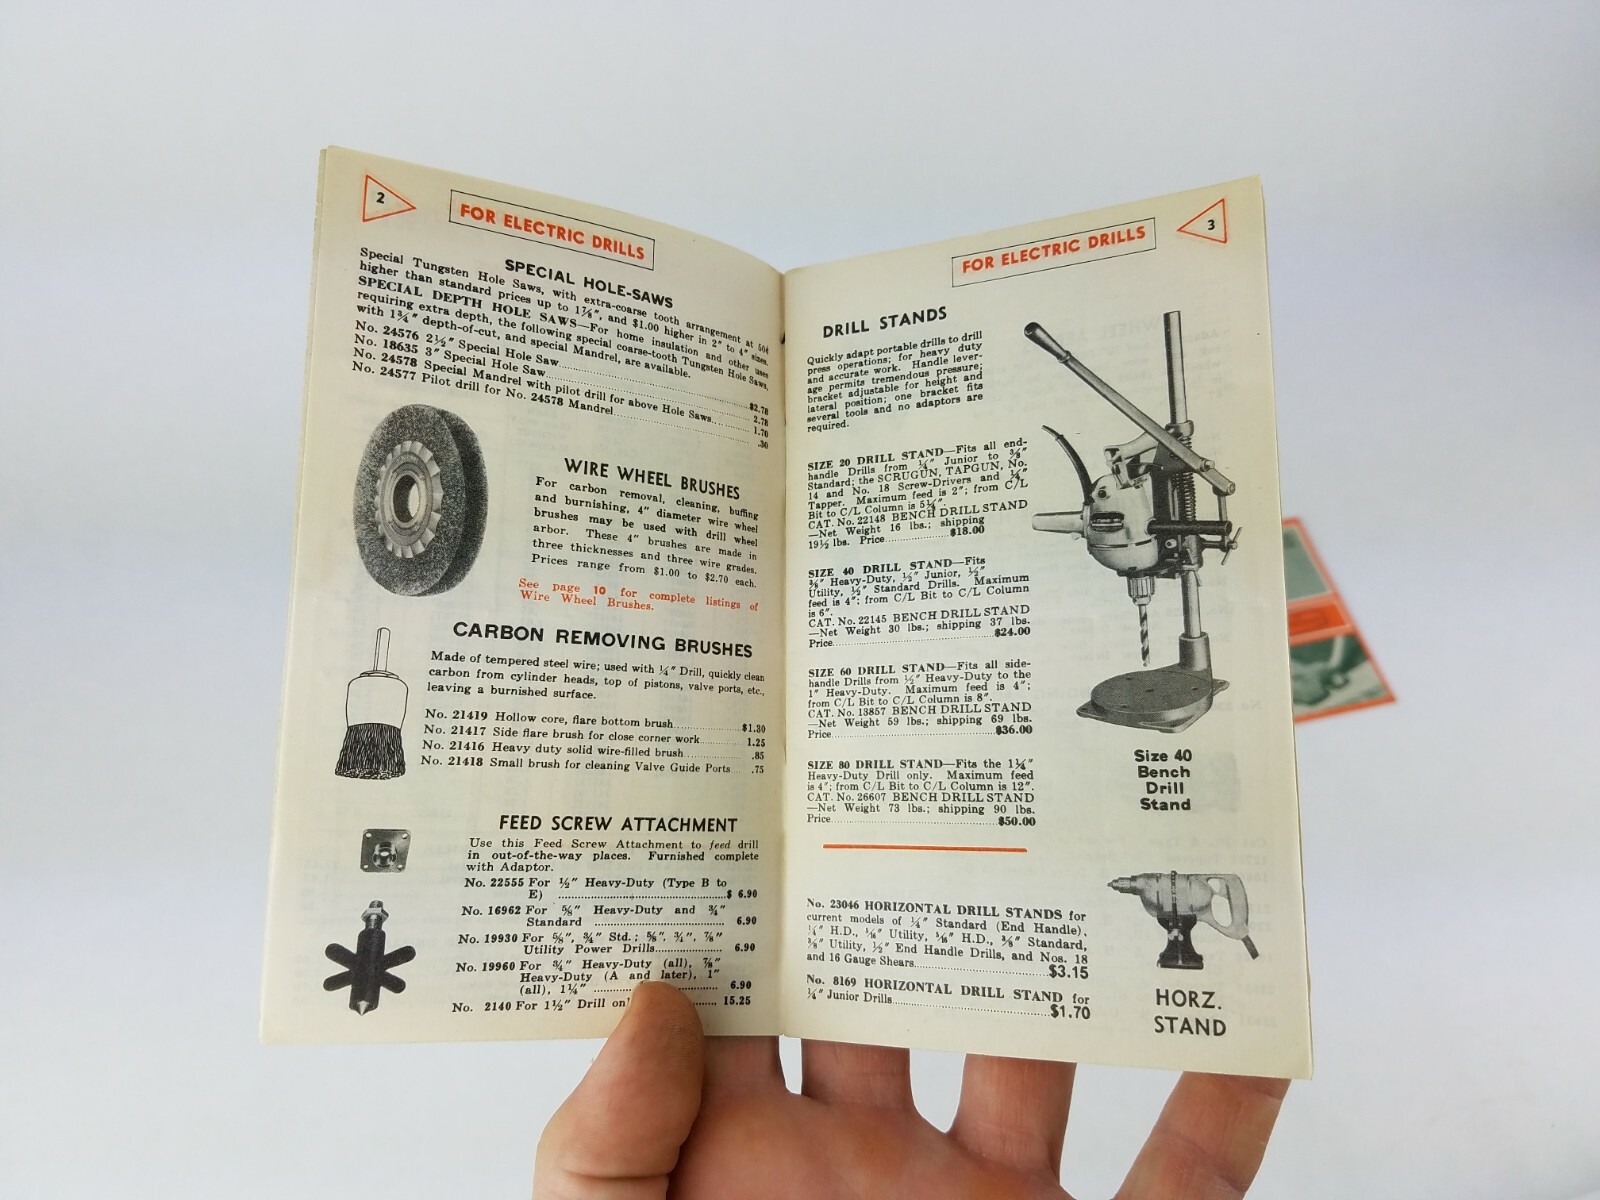 2
FOR ELECTRIC DRILLS
SPECIAL HOLE-SAWS
Special Tungsten Hole Saws, with extra-coarse tooth arrangement at 50¢
higher than standard prices up to 1⅞", and $1.00 higher in 2" to 4" sizes.
SPECIAL DEPTH HOLE SAWS—For home insulation and other uses
requiring extra depth, the following special coarse-tooth Tungsten Hole Saws,
with 1¾" depth-of-cut, and special Mandrel, are available.
No. 24576 2½" Special Hole Saw $2.78
No. 18635 3" Special Hole Saw 2.78
No. 24578 Special Mandrel with pilot drill for above Hole Saws 1.70
No. 24577 Pilot drill for No. 24578 Mandrel .30
WIRE WHEEL BRUSHES
For carbon removal, cleaning, buffing
and burnishing, 4" diameter wire wheel
brushes may be used with drill wheel
arbor. These 4" brushes are made in
three thicknesses and three wire grades.
Prices range from $1.00 to $2.70 each.
See page 10 for complete listings of
Wire Wheel Brushes.
CARBON REMOVING BRUSHES
Made of tempered steel wire; used with ¼" Drill, quickly clean
carbon from cylinder heads, top of pistons, valve ports, etc.,
leaving a burnished surface.
No. 21419 Hollow core, flare bottom brush $1.30
No. 21417 Side flare brush for close corner work 1.25
No. 21416 Heavy duty solid wire-filled brush .85
No. 21418 Small brush for cleaning Valve Guide Ports .75
FEED SCREW ATTACHMENT
Use this Feed Screw Attachment to feed drill
in out-of-the-way places. Furnished complete
with Adaptor.
No. 22555 For ½" Heavy-Duty (Type B to
E) $ 6.90
No. 16962 For ⅝" Heavy-Duty and ¾"
Standard 6.90
No. 19930 For ⅝", ¾" Std.; ⅝", ¾", ⅞"
Utility Power Drills 6.90
No. 19960 For ¾" Heavy-Duty (all), ⅞"
Heavy-Duty (A and later), 1"
(all), 1¼" 6.90
No. 2140 For 1½" Drill 15.25
3
FOR ELECTRIC DRILLS
DRILL STANDS
Quickly adapt portable drills to drill
press operations; for heavy duty
and accurate work. Handle lever-
age permits tremendous pressure;
bracket adjustable for height and
lateral position; one bracket fits
several tools and no adaptors are
required.
SIZE 20 DRILL STAND—Fits all end-
handle Drills from ¼" Junior to ⅜"
Standard; the SCRUGUN, TAPGUN, No.
14 and No. 18 Screw-Drivers and ¼"
Tapper. Maximum feed is 2"; from C/L
Bit to C/L Column is 5¼".
CAT. No. 22148 BENCH DRILL STAND
—Net Weight 16 lbs.; shipping
19½ lbs. Price $18.00
SIZE 40 DRILL STAND—Fits
⅜" Heavy-Duty, ½" Junior, ½"
Utility, ½" Standard Drills. Maximum
feed is 4"; from C/L Bit to C/L Column
is 6".
CAT. No. 22145 BENCH DRILL STAND
—Net Weight 30 lbs.; shipping 37 lbs.
Price $24.00
SIZE 60 DRILL STAND—Fits all side-
handle Drills from ½" Heavy-Duty to the
1" Heavy-Duty. Maximum feed is 4";
from C/L Bit to C/L Column is 8".
CAT. No. 13857 BENCH DRILL STAND
—Net Weight 59 lbs.; shipping 69 lbs.
Price $36.00
SIZE 80 DRILL STAND—Fits the 1¼"
Heavy-Duty Drill only. Maximum feed
is 4"; from C/L Bit to C/L Column is 12".
CAT. No. 26607 BENCH DRILL STAND
—Net Weight 73 lbs.; shipping 90 lbs.
Price $50.00
Size 40
Bench
Drill
Stand
No. 23046 HORIZONTAL DRILL STANDS for
current models of ¼" Standard (End Handle),
¼" H.D., 5/16" Utility, 5/16" H.D., ⅜" Standard,
⅜" Utility, ½" End Handle Drills, and Nos. 18
and 16 Gauge Shears $3.15
No. 8169 HORIZONTAL DRILL STAND for
¼" Junior Drills $1.70
HORZ.
STAND